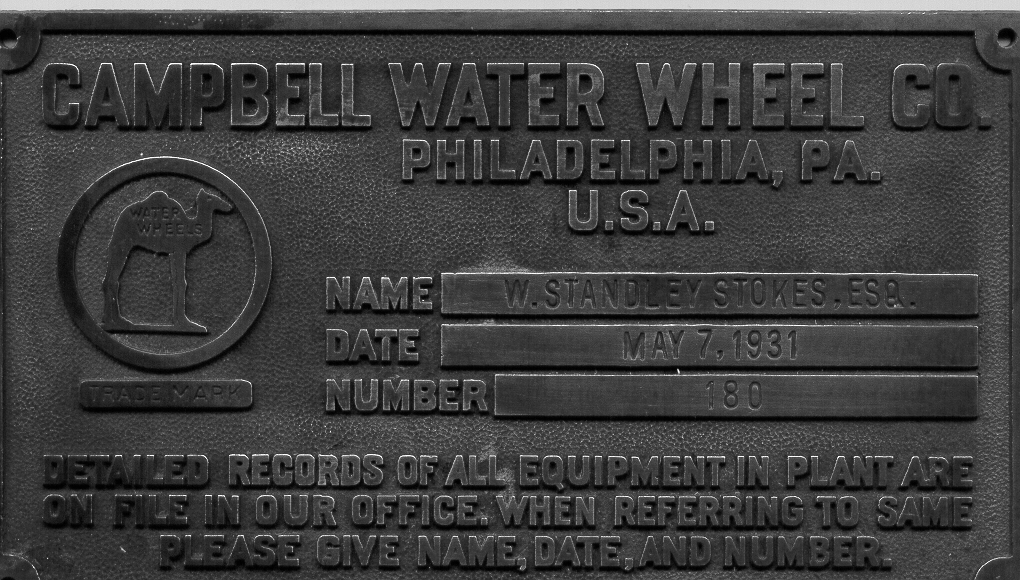 CAMPBELL WATER WHEEL CO.
PHILADELPHIA, PA.
U.S.A.
WATER
WHEELS
TRADE MARK
NAME W. STANDLEY STOKES, ESQ.
DATE MAY 7, 1931
NUMBER 180
DETAILED RECORDS OF ALL EQUIPMENT IN PLANT ARE
ON FILE IN OUR OFFICE. WHEN REFERRING TO SAME
PLEASE GIVE NAME, DATE, AND NUMBER.